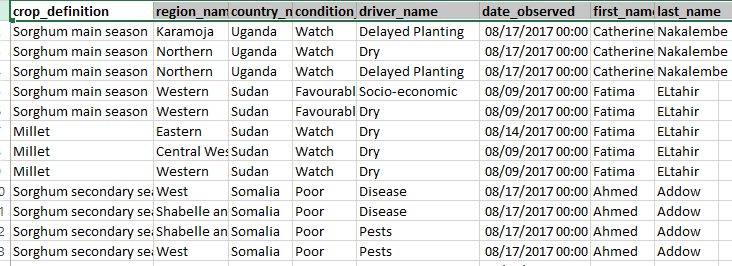 crop_definition region_nam country_n condition_ driver_name date_observed first_name last_name
Sorghum main season Karamoja Uganda Watch Delayed Planting 08/17/2017 00:00 Catherine Nakalembe
Sorghum main season Northern Uganda Watch Dry 08/17/2017 00:00 Catherine Nakalembe
Sorghum main season Northern Uganda Watch Delayed Planting 08/17/2017 00:00 Catherine Nakalembe
Sorghum main season Western Sudan Favourabl Socio-economic 08/09/2017 00:00 Fatima ELtahir
Sorghum main season Western Sudan Favourabl Dry 08/09/2017 00:00 Fatima ELtahir
Millet Eastern Sudan Watch Dry 08/14/2017 00:00 Fatima ELtahir
Millet Central Wes Sudan Watch Dry 08/09/2017 00:00 Fatima ELtahir
Millet Western Sudan Watch Dry 08/09/2017 00:00 Fatima ELtahir
0 Sorghum secondary sea West Somalia Poor Disease 08/17/2017 00:00 Ahmed Addow
1 Sorghum secondary sea Shabelle an Somalia Poor Disease 08/17/2017 00:00 Ahmed Addow
2 Sorghum secondary sea Shabelle an Somalia Poor Pests 08/17/2017 00:00 Ahmed Addow
3 Sorghum secondary sea West Somalia Poor Pests 08/17/2017 00:00 Ahmed Addow